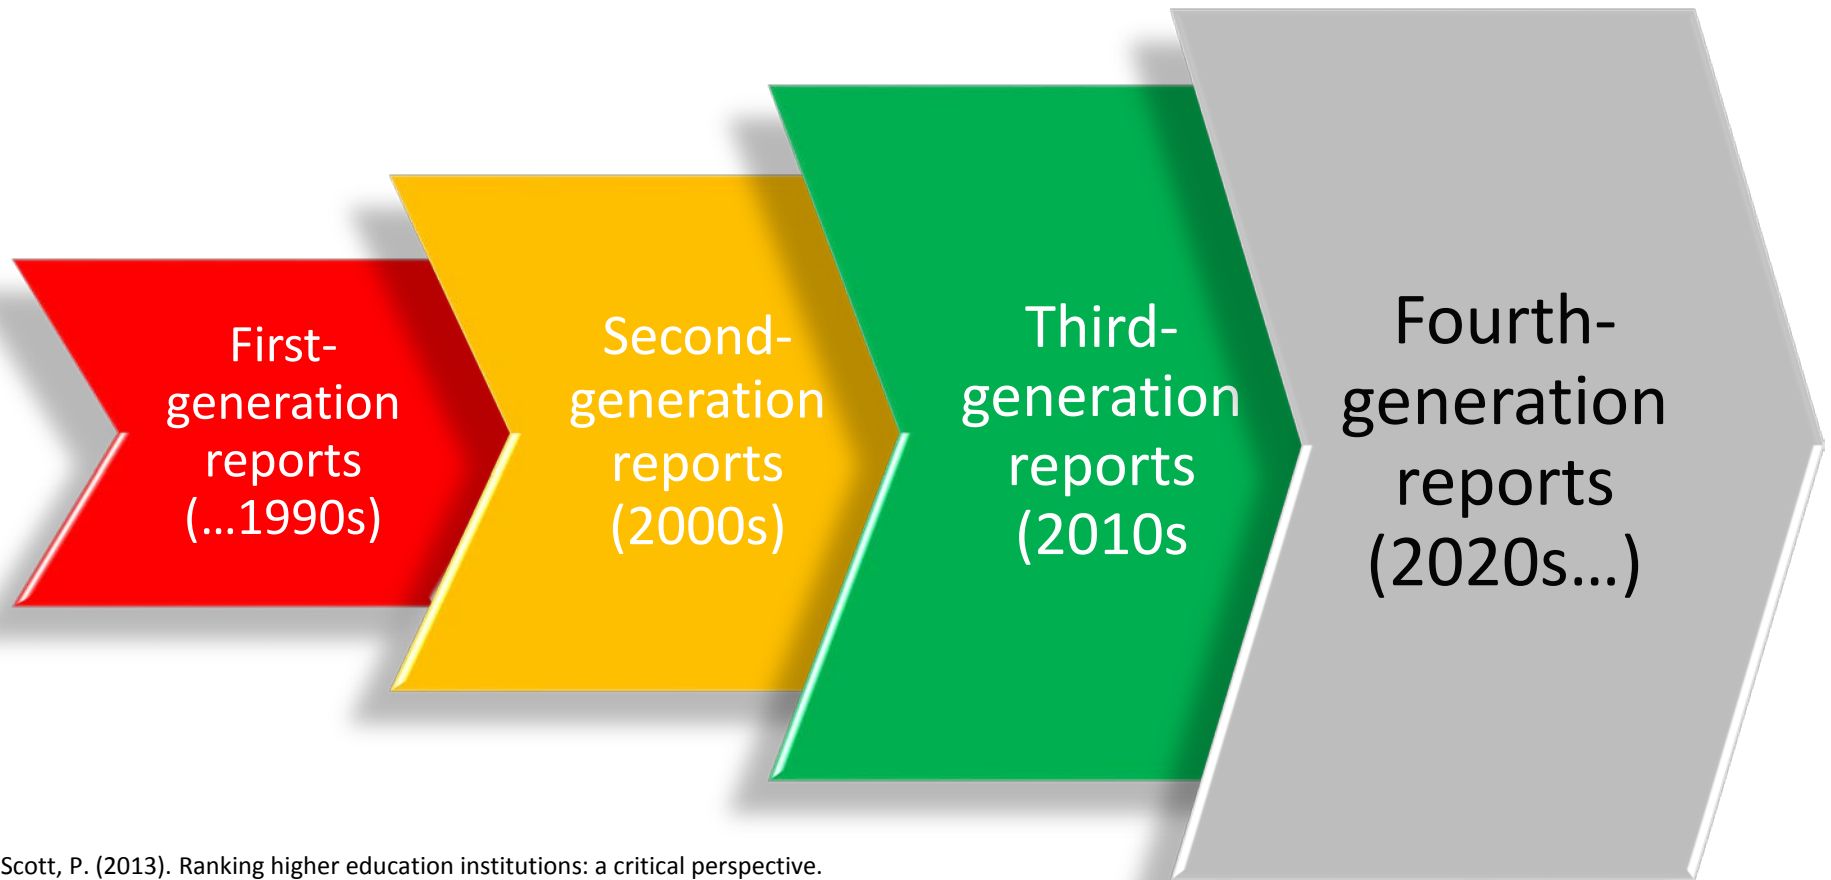 First-
generation
reports
(…1990s)
Second-
generation
reports
(2000s)
Third-
generation
reports
(2010s
Fourth-
generation
reports
(2020s…)
Scott, P. (2013). Ranking higher education institutions: a critical perspective.